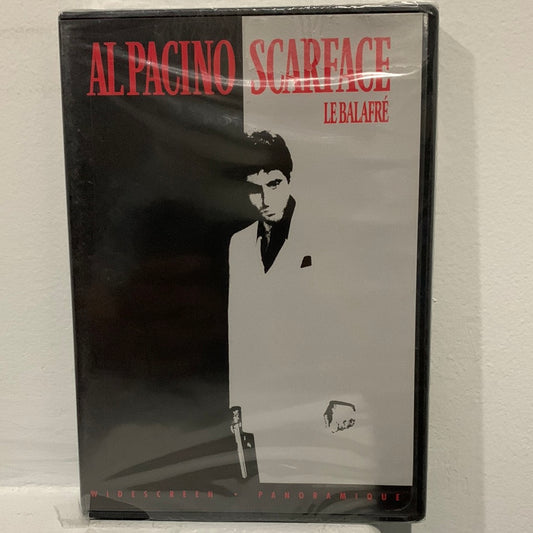 AL PACINO SCARFACE
LE BALAFRÉ
WIDESCREEN • PANORAMIQUE